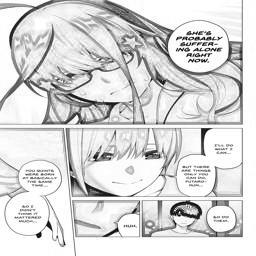 SHE'S
PROBABLY
SUFFER-
ING ALONE
RIGHT
NOW.
I'LL DO
WHAT I
CAN...
BUT THERE
ARE THINGS
ONLY YOU
CAN DO,
FUTARO-
KUN...
YOU QUINTS
WERE BORN
AT BASICALLY
THE SAME
TIME...
SO I
DIDN'T
THINK IT
MATTERED
MUCH...
HUH.
SO DO
THEM.